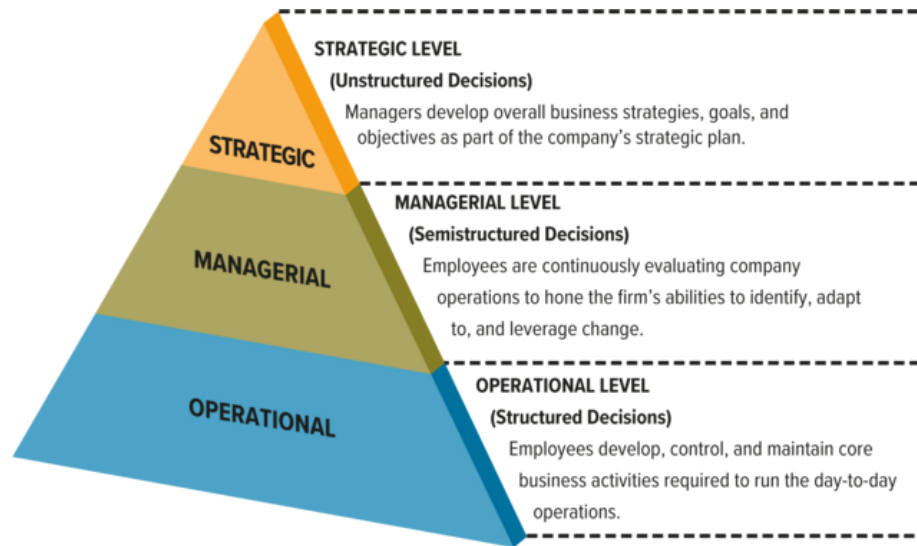 STRATEGIC LEVEL
(Unstructured Decisions)
Managers develop overall business strategies, goals, and
objectives as part of the company's strategic plan.
STRATEGIC
MANAGERIAL LEVEL
(Semistructured Decisions)
Employees are continuously evaluating company
operations to hone the firm's abilities to identify, adapt
to, and leverage change.
MANAGERIAL
OPERATIONAL LEVEL
(Structured Decisions)
Employees develop, control, and maintain core
business activities required to run the day-to-day
operations.
OPERATIONAL